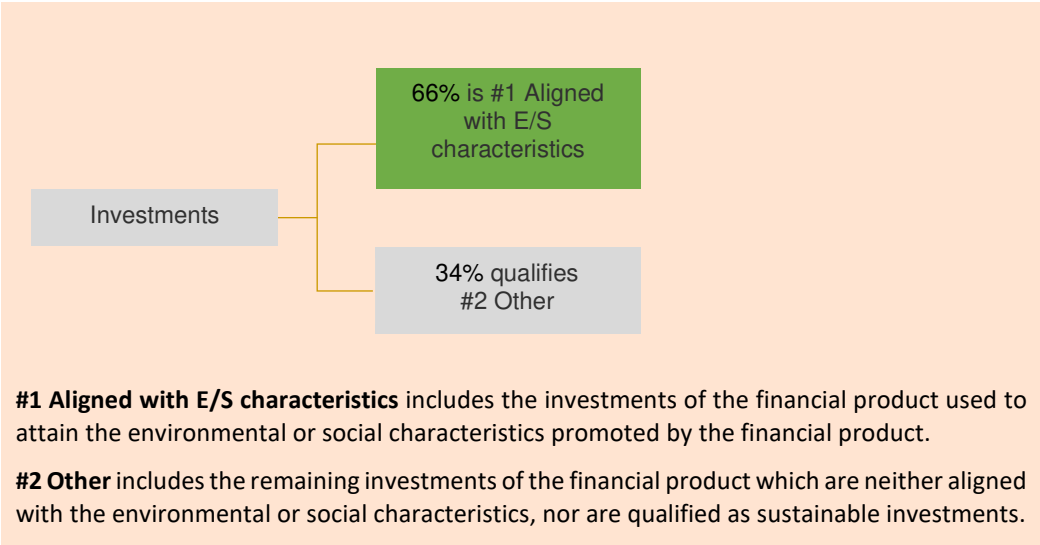 66% is #1 Aligned
with E/S
characteristics
Investments
34% qualifies
#2 Other
#1 Aligned with E/S characteristics includes the investments of the financial product used to
attain the environmental or social characteristics promoted by the financial product.
#2 Other includes the remaining investments of the financial product which are neither aligned
with the environmental or social characteristics, nor are qualified as sustainable investments.